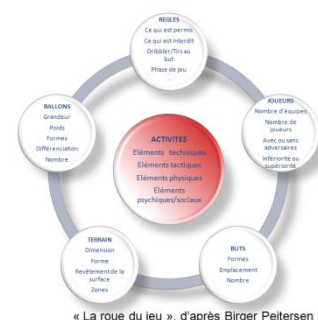 REGLES
Ce qui est permis
Ce qui est interdit
Dribbler/Tirs au
but
Phase de jeu
BALLONS
Grandeur
Poids
Formes
Différenciation
Nombre
JOUEURS
Nombre d'équipes
Nombre de
joueurs
Avec ou sans
adversaires
Infériorité ou
supériorité
ACTIVITES
Eléments techniques
Eléments tactiques
Eléments physiques
Eléments
psychiques/sociaux
TERRAIN
Dimension
Forme
Revêtement de la
surface
Zones
BUTS
Formes
Emplacement
Nombre
« La roue du jeu », d'après Birger Peitersen